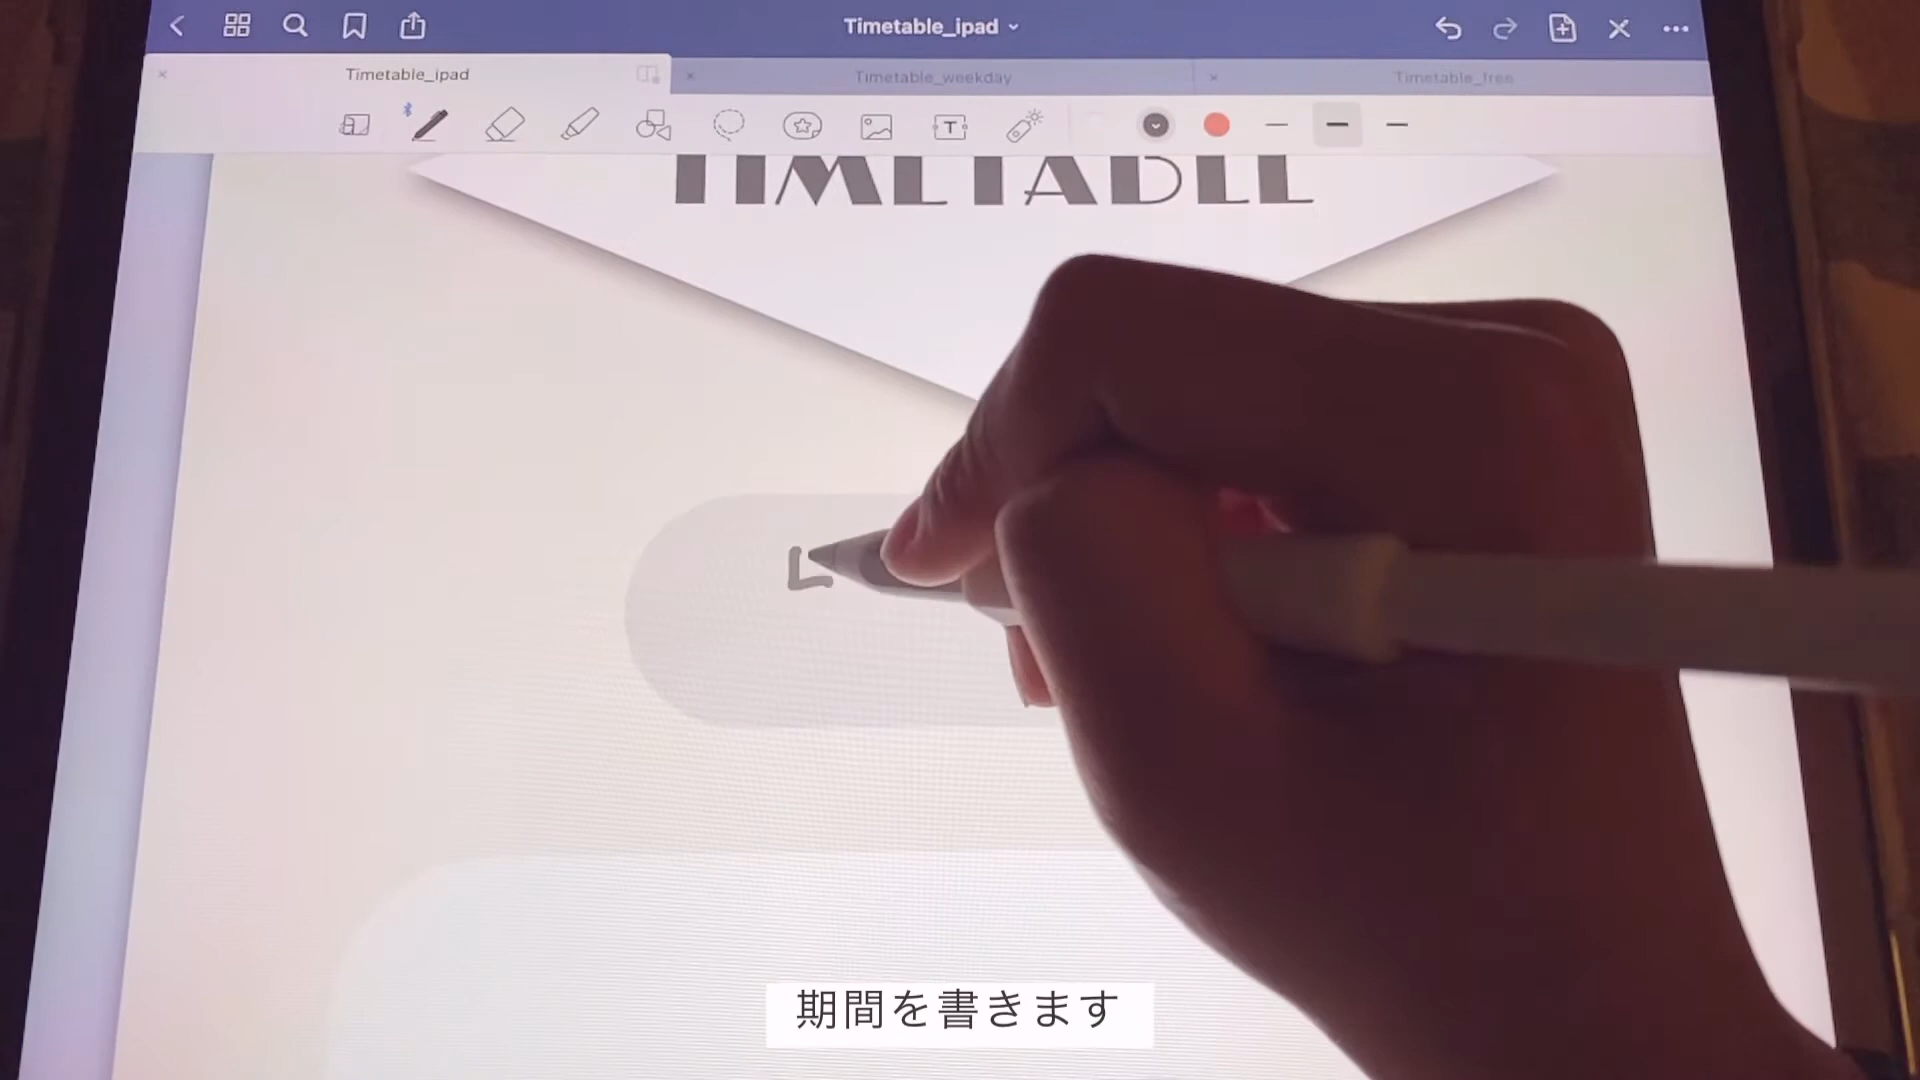 Timetable_ipad
Timetable_ipad
Timetable_weekday
Timetable_free
T
TIMETABLE
L
期間を書きます